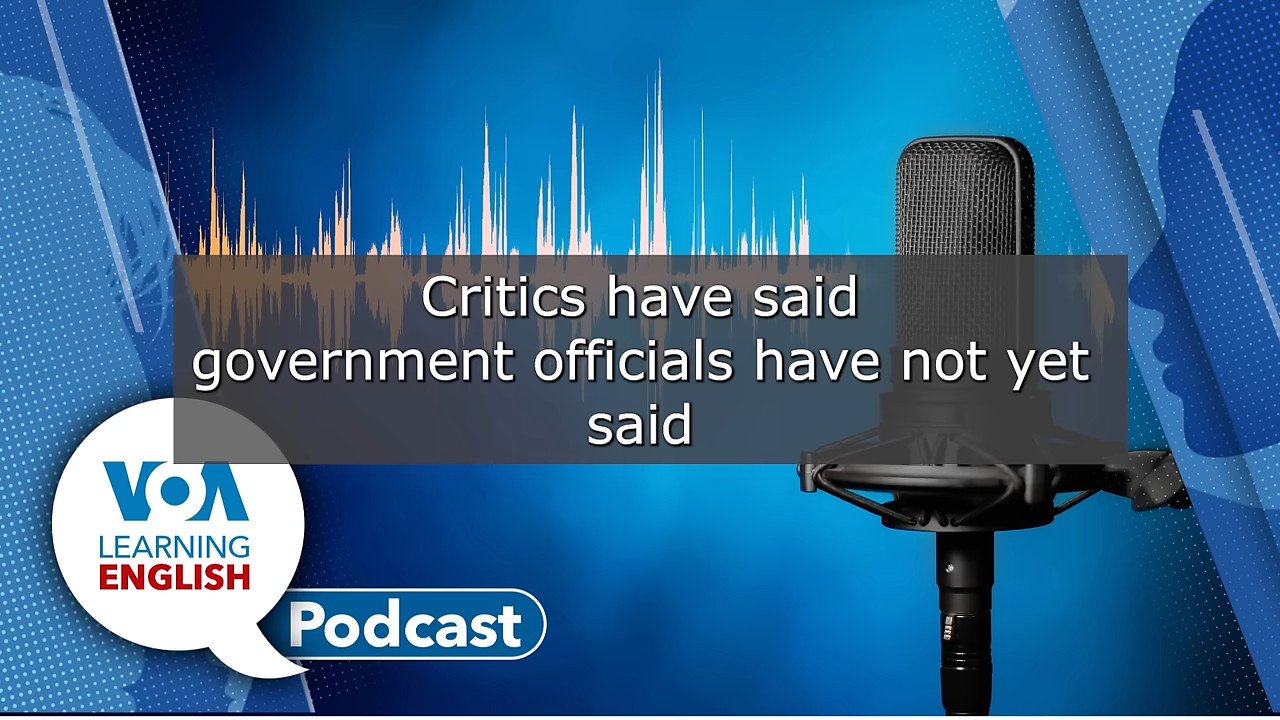 Critics have said
government officials have not yet
said
VOA
LEARNING
ENGLISH
Podcast